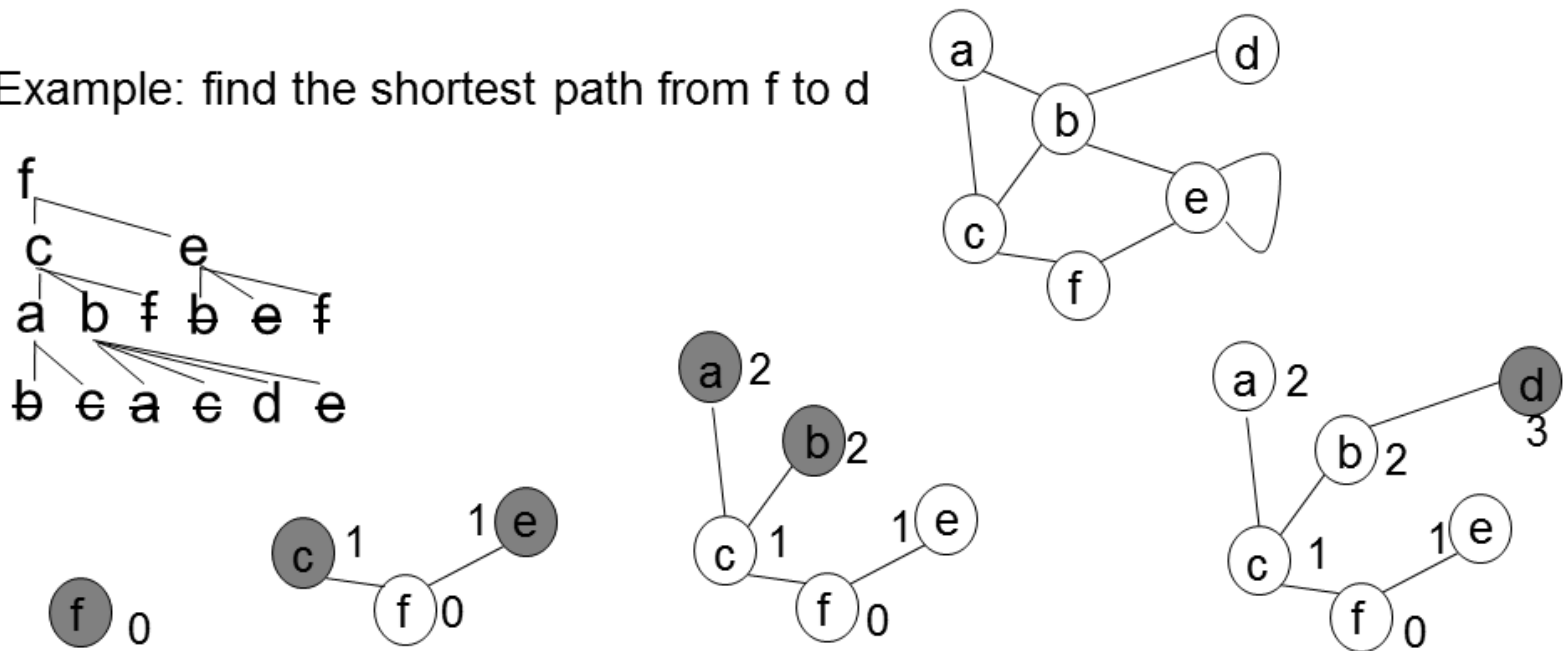 Example: find the shortest path from f to d
a
d
b
e
c
f
f
c e
a b f b e f
b c a c d e
f 0
c 1 1 e
f 0
a 2
b 2
c 1 1 e
f 0
a 2
d
3
b 2
c 1 1 e
f 0